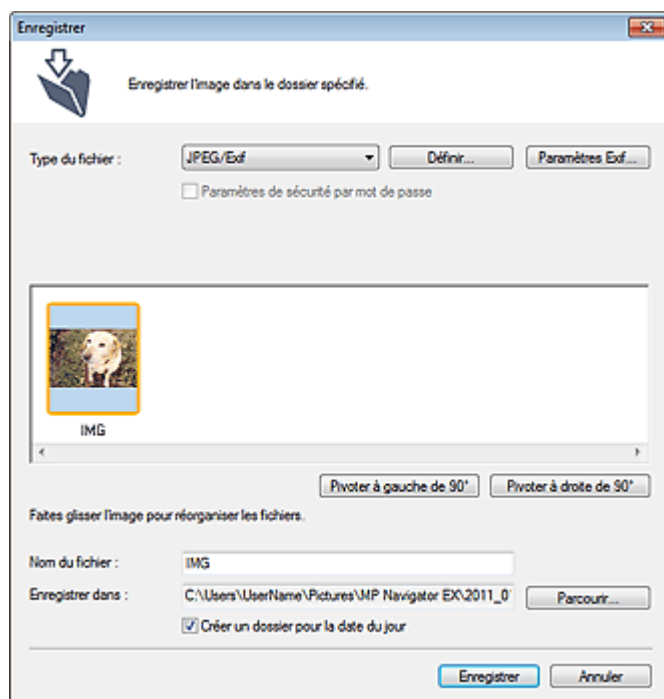 Enregistrer
Enregistrer l'image dans le dossier spécifié.
Type du fichier : JPEG/Exif Définir... Paramètres Exif...
Paramètres de sécurité par mot de passe
IMG
Pivoter à gauche de 90° Pivoter à droite de 90°
Faites glisser l'image pour réorganiser les fichiers.
Nom du fichier : IMG
Enregistrer dans : C:\Users\UserName\Pictures\MP Navigator EX\2011_0 Parcourir...
Créer un dossier pour la date du jour
Enregistrer Annuler